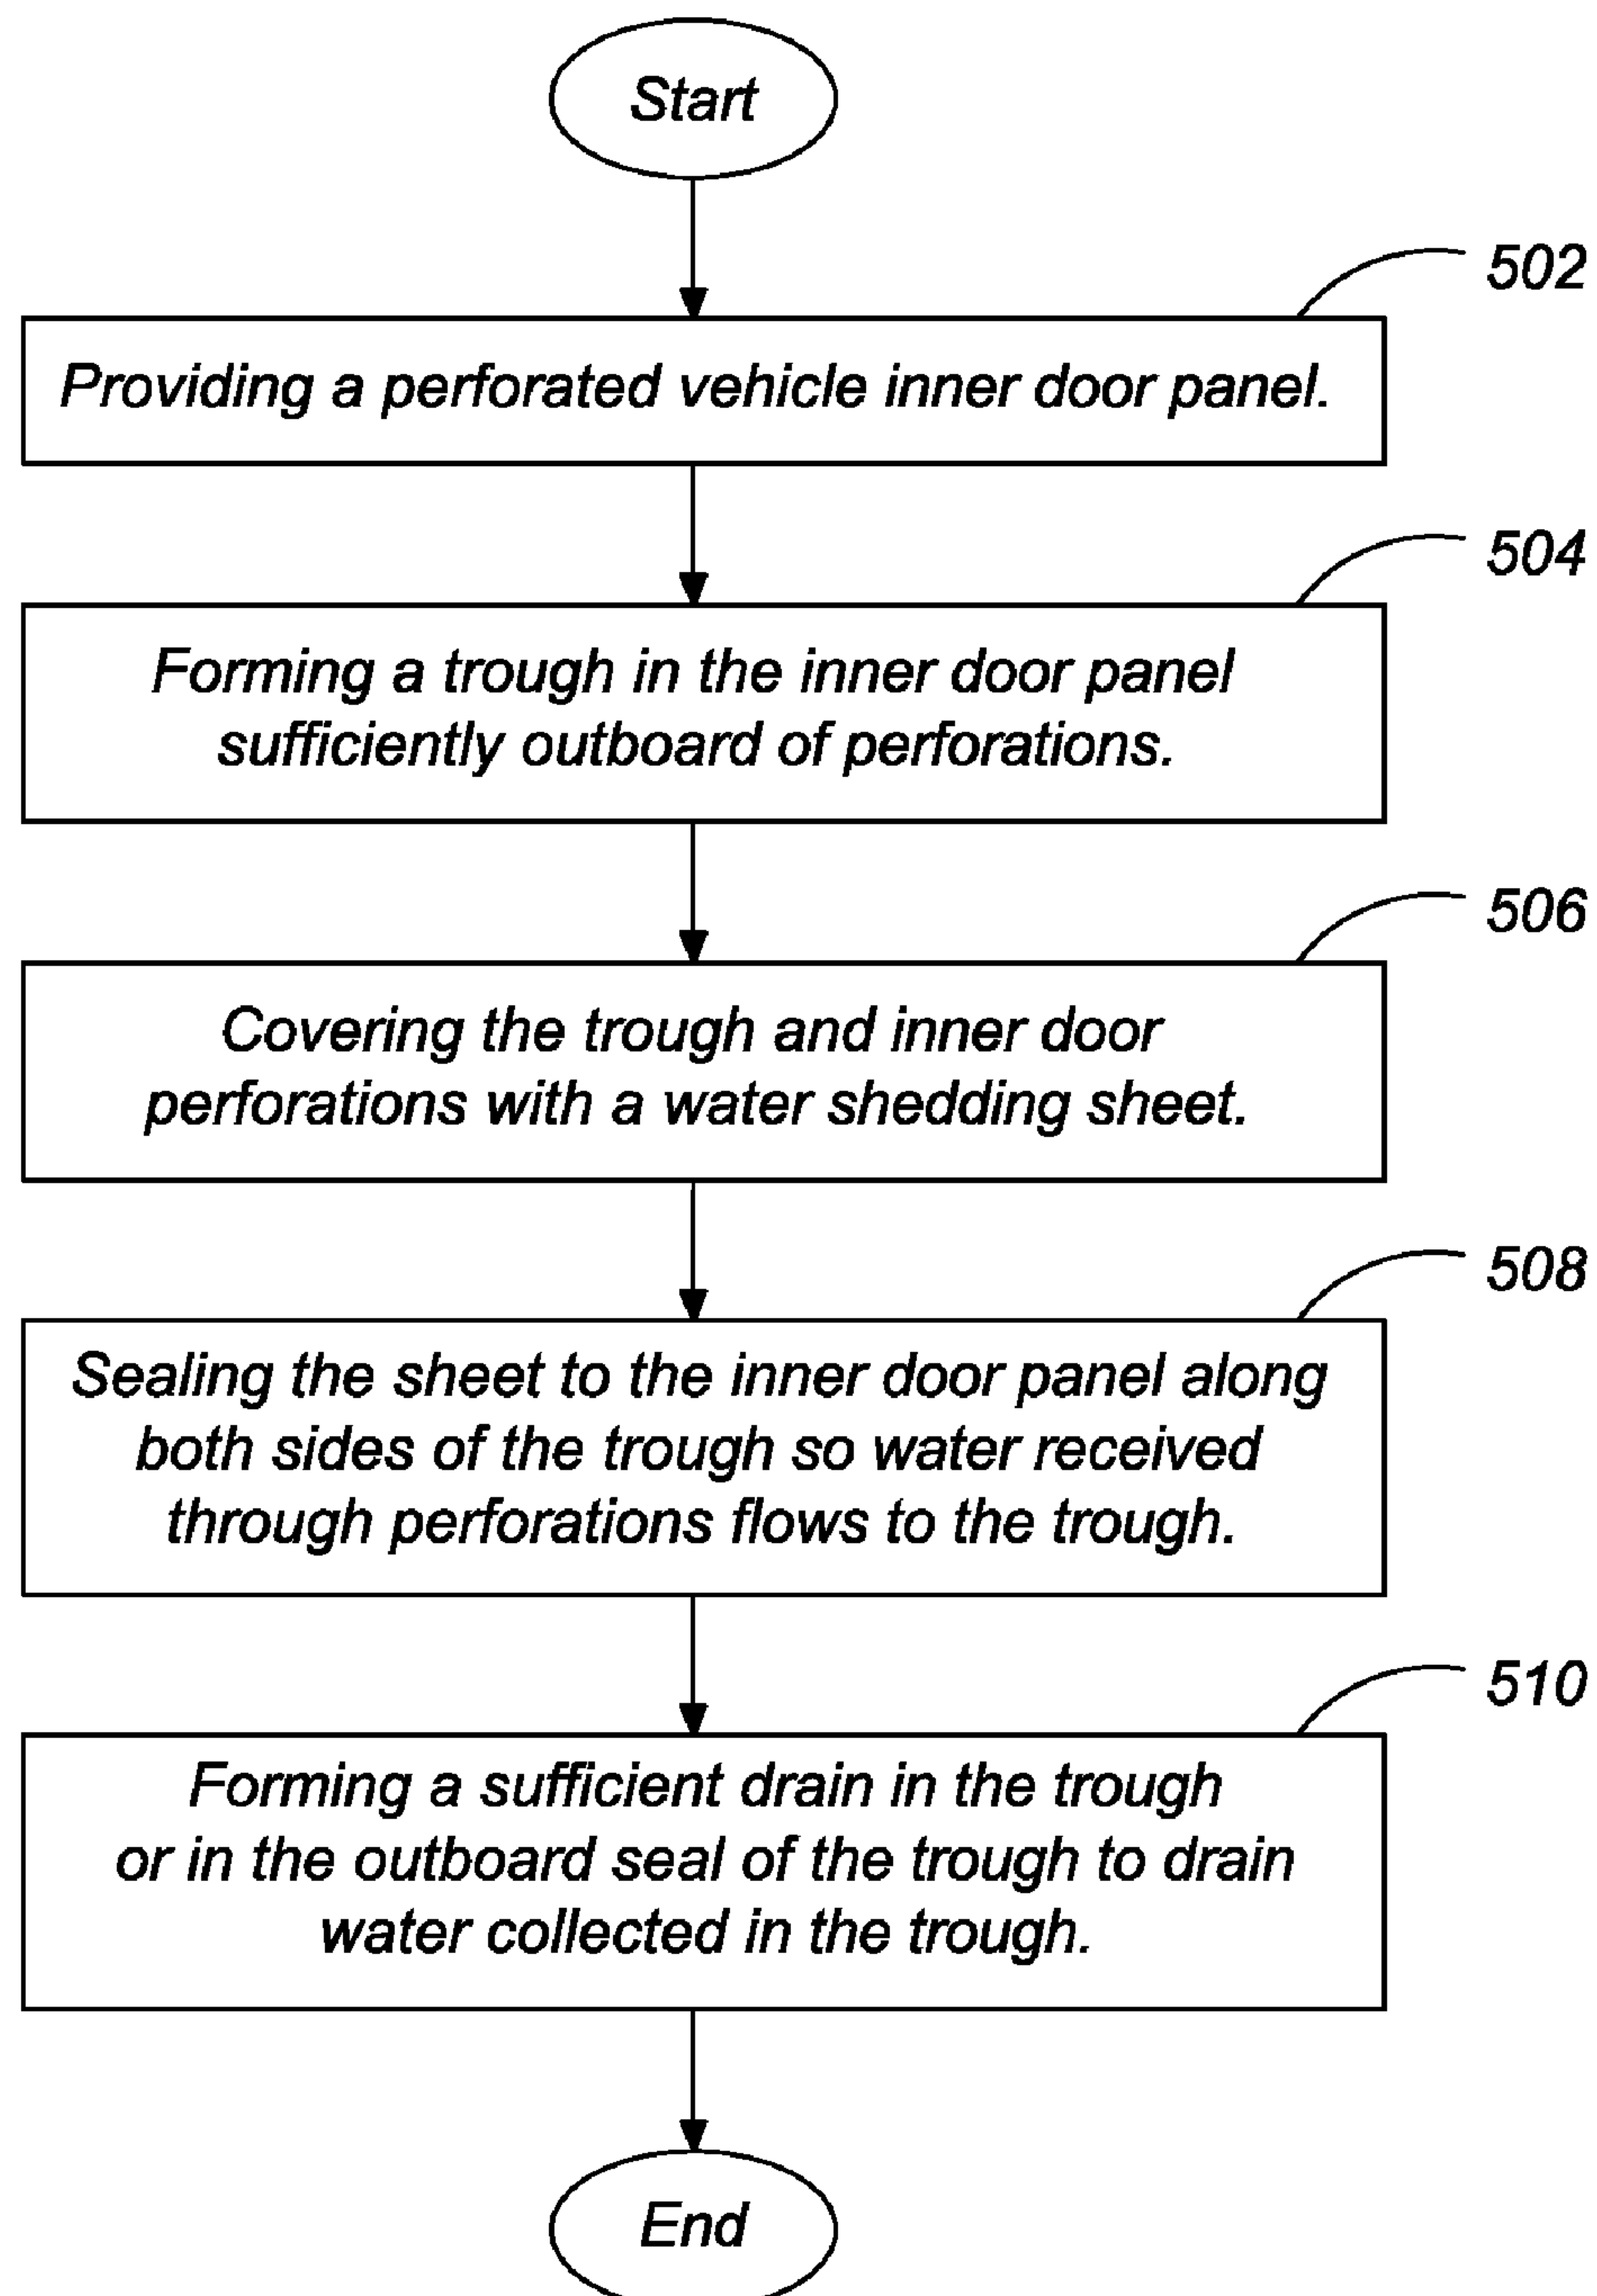 Start
502
Providing a perforated vehicle inner door panel.
504
Forming a trough in the inner door panel
sufficiently outboard of perforations.
506
Covering the trough and inner door
perforations with a water shedding sheet.
508
Sealing the sheet to the inner door panel along
both sides of the trough so water received
through perforations flows to the trough.
510
Forming a sufficient drain in the trough
or in the outboard seal of the trough to drain
water collected in the trough.
End